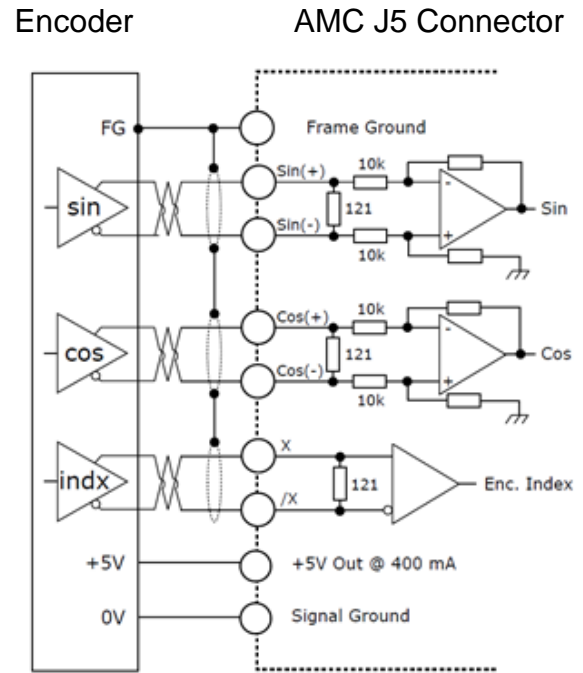 Encoder AMC J5 Connector
FG Frame Ground
Sin(+) 10k
sin 121 - Sin
Sin(-) +
10k
Cos(+) 10k
cos 121 - Cos
Cos(-) +
10k
X
indx 121 Enc. Index
/X
+5V +5V Out @ 400 mA
0V Signal Ground